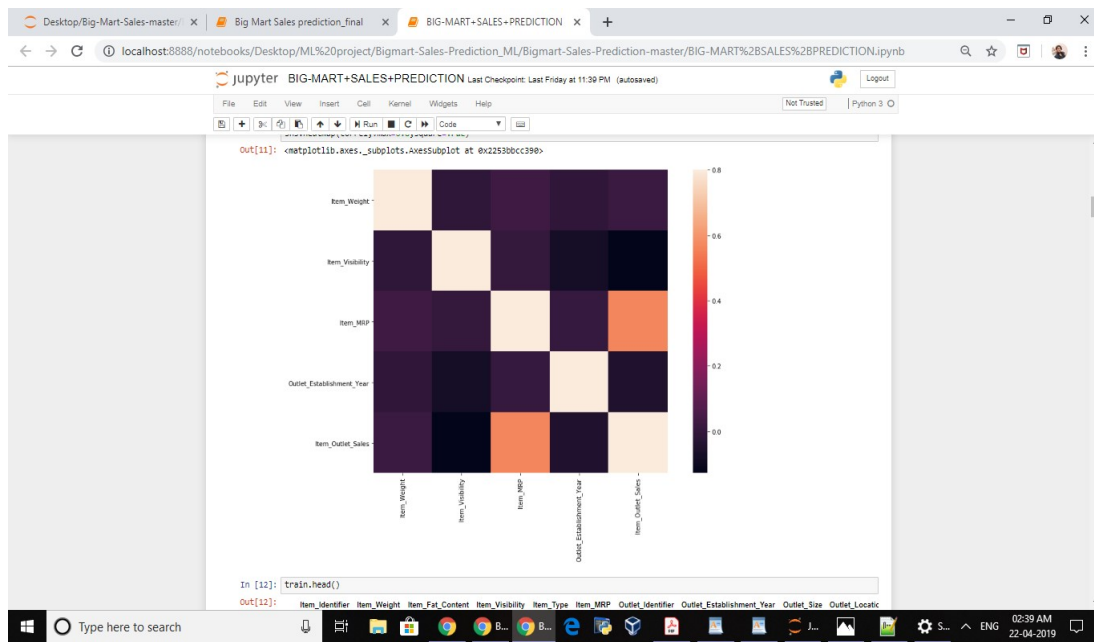 Desktop/Big-Mart-Sales-master/
Big Mart Sales prediction_final
BIG-MART+SALES+PREDICTION
localhost:8888/notebooks/Desktop/ML%20project/Bigmart-Sales-Prediction_ML/Bigmart-Sales-Prediction-master/BIG-MART%2BSALES%2BPREDICTION.ipynb
jupyter BIG-MART+SALES+PREDICTION Last Checkpoint: Last Friday at 11:39 PM (autosaved) Logout
File Edit View Insert Cell Kernel Widgets Help Not Trusted Python 3
Run Code
Out[11]: <matplotlib.axes._subplots.AxesSubplot at 0x2253bbcc390>
0.8
Item_Weight
0.6
Item_Visibility
Item_MRP
0.4
0.2
Outlet_Establishment_Year
0.0
Item_Outlet_Sales
Item_Weight
Item_Visibility
Item_MRP
Outlet_Establishment_Year
Item_Outlet_Sales
In [12]: train.head()
Out[12]: Item_Identifier Item_Weight Item_Fat_Content Item_Visibility Item_Type Item_MRP Outlet_Identifier Outlet_Establishment_Year Outlet_Size Outlet_Locatic
Type here to search B... B... J... S... ENG 02:39 AM
22-04-2019